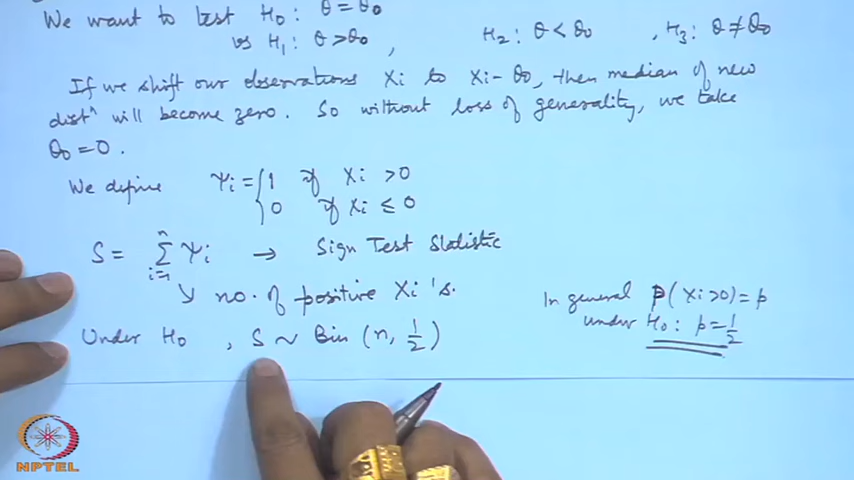 We want to test H₀: θ = θ₀
vs H₁: θ > θ₀ , H₂: θ < θ₀ , H₃: θ ≠ θ₀
If we shift our observations Xi to Xi - θ₀, then median of new
distⁿ will become zero. So without loss of generality, we take
θ₀ = 0.
We define Ψi = { 1 if Xi > 0
0 if Xi ≤ 0
S = Σ_{i=1}^{n} Ψi → Sign Test Statistic
↘ no. of positive Xi's.
In general P(Xi > 0) = p
under H₀: p = 1/2
Under H₀ , S ~ Bin (n, 1/2)
NPTEL